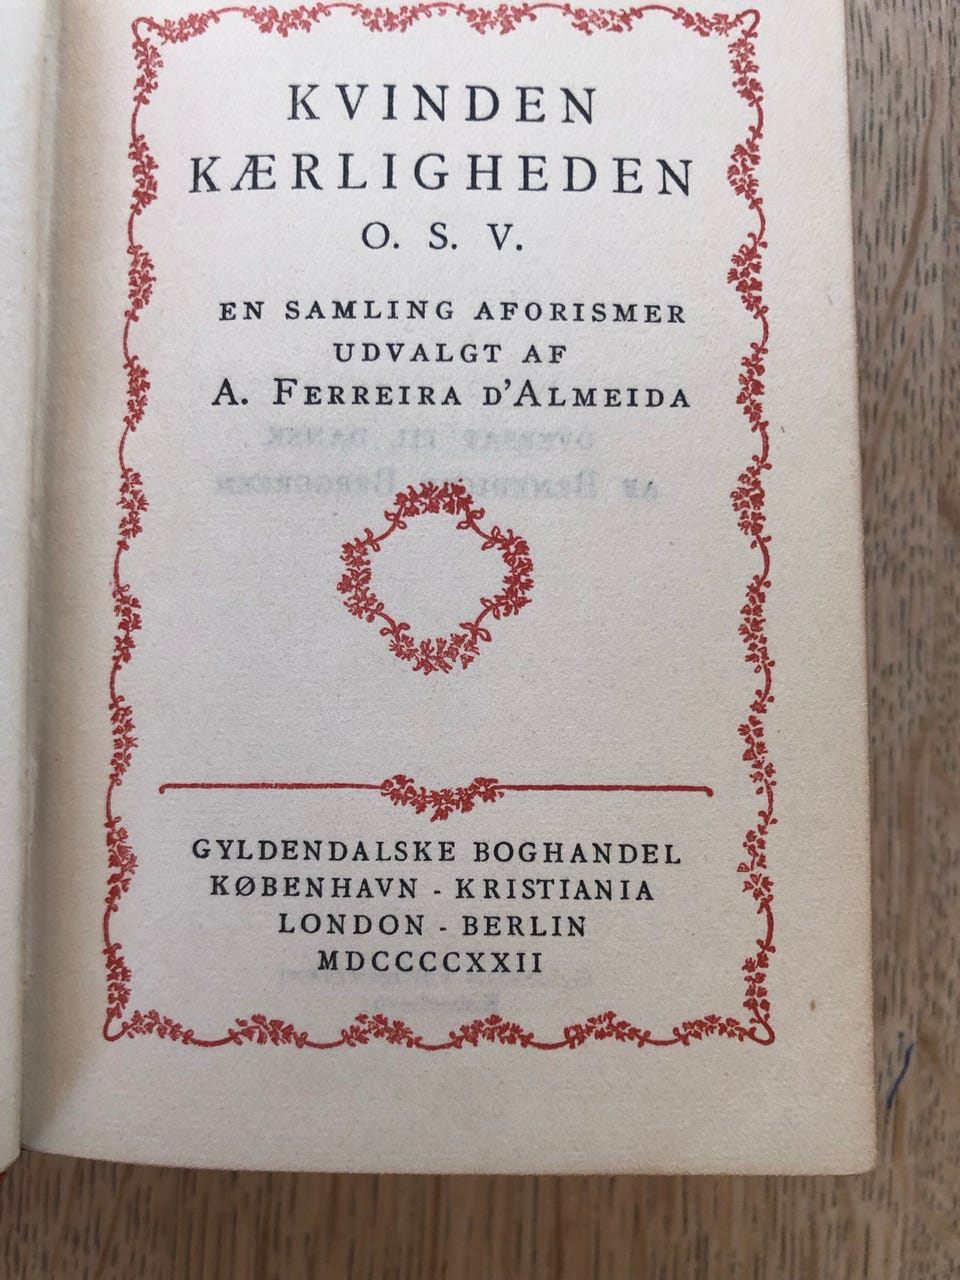 KVINDEN
KÆRLIGHEDEN
O. S. V.
EN SAMLING AFORISMER
UDVALGT AF
A. FERREIRA D'ALMEIDA
GYLDENDALSKE BOGHANDEL
KØBENHAVN - KRISTIANIA
LONDON - BERLIN
MDCCCCXXII